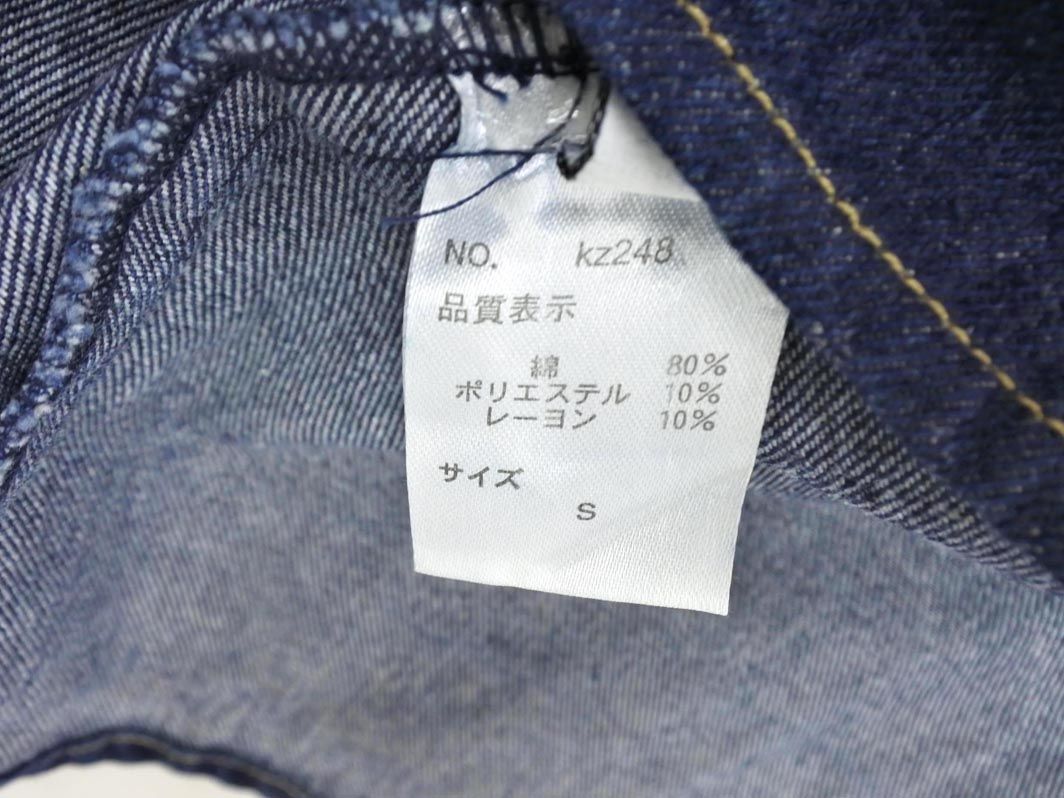 NO. kz248
品質表示
綿 80%
ポリエステル 10%
レーヨン 10%
サイズ
S